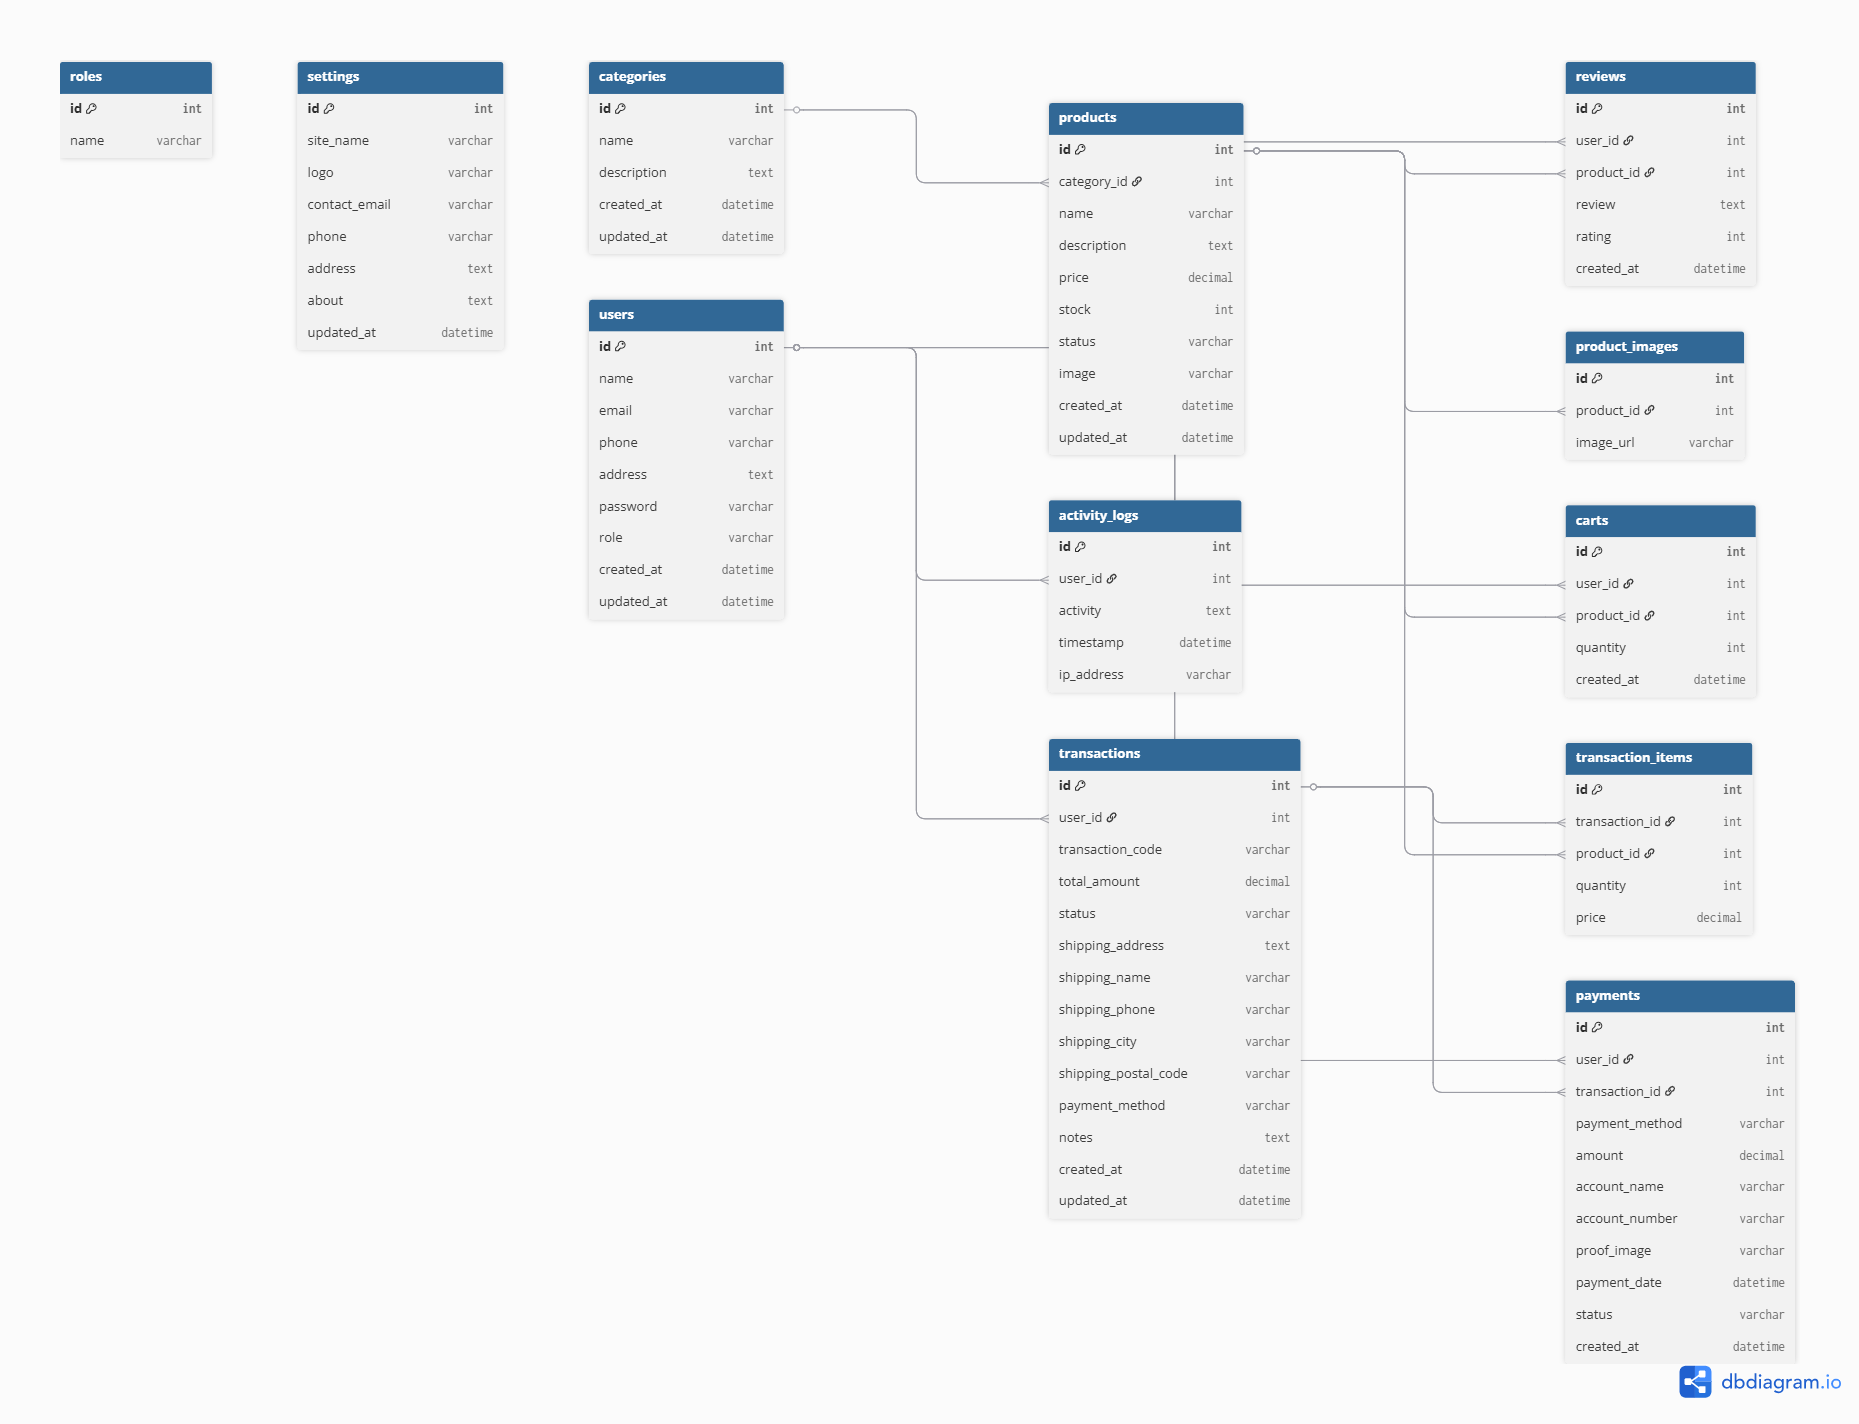 roles
id int
name varchar
settings
id int
site_name varchar
logo varchar
contact_email varchar
phone varchar
address text
about text
updated_at datetime
categories
id int
name varchar
description text
created_at datetime
updated_at datetime
users
id int
name varchar
email varchar
phone varchar
address text
password varchar
role varchar
created_at datetime
updated_at datetime
products
id int
category_id int
name varchar
description text
price decimal
stock int
status varchar
image varchar
created_at datetime
updated_at datetime
activity_logs
id int
user_id int
activity text
timestamp datetime
ip_address varchar
transactions
id int
user_id int
transaction_code varchar
total_amount decimal
status varchar
shipping_address text
shipping_name varchar
shipping_phone varchar
shipping_city varchar
shipping_postal_code varchar
payment_method varchar
notes text
created_at datetime
updated_at datetime
reviews
id int
user_id int
product_id int
review text
rating int
created_at datetime
product_images
id int
product_id int
image_url varchar
carts
id int
user_id int
product_id int
quantity int
created_at datetime
transaction_items
id int
transaction_id int
product_id int
quantity int
price decimal
payments
id int
user_id int
transaction_id int
payment_method varchar
amount decimal
account_name varchar
account_number varchar
proof_image varchar
payment_date datetime
status varchar
created_at datetime
dbdiagram.io